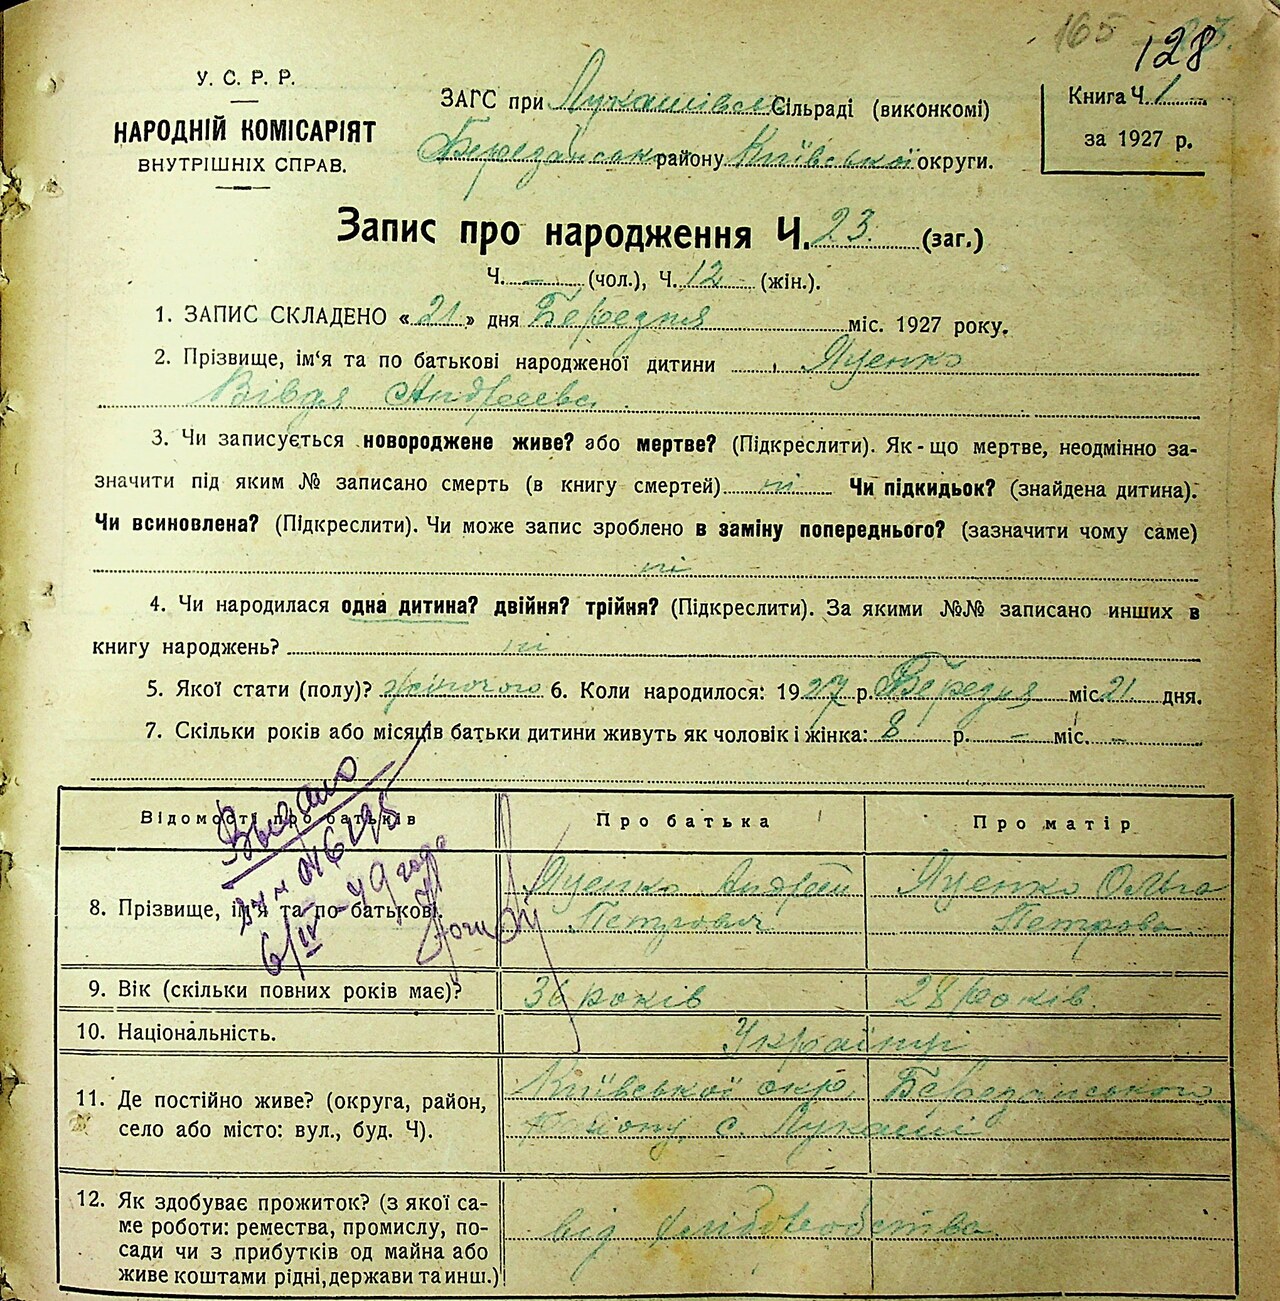 165
128
У. С. Р. Р.
НАРОДНІЙ КОМІСАРІЯТ
ВНУТРІШНІХ СПРАВ.
ЗАГС при Лукашівськ Сільраді (виконкомі)
Березанськ району Київської округи.
Книга Ч. 1
за 1927 р.
Запис про народження Ч. 23. (заг.)
Ч. — (чол.), Ч. 12 (жін.).
1. ЗАПИС СКЛАДЕНО « 21 » дня Березня міс. 1927 року.
2. Прізвище, ім‘я та по батькові народженої дитини Яценко
Вівдя Андреева.
3. Чи записується новороджене живе? або мертве? (Підкреслити). Як-що мертве, неодмінно за-
значити під яким № записано смерть (в книгу смертей) ні Чи підкидьок? (знайдена дитина).
Чи всиновлена? (Підкреслити). Чи може запис зроблено в заміну попереднього? (зазначити чому саме)
ні
4. Чи народилася одна дитина? двійня? трійня? (Підкреслити). За якими №№ записано инших в
книгу народжень? ні
5. Якої стати (полу)? жіночого 6. Коли народилося: 1927 р. Березня міс. 21 дня.
7. Скільки років або місяців батьки дитини живуть як чоловік і жінка: 8 р. — міс. —
Відомості про батьків
Про батька
Про матір
Выдано
8. Прізвище, ім'я та по батькові.
Яценко Андрей
Петрович
Яценко Ольга
Петрова
9. Вік (скільки повних років має)?
36 років
28 років.
10. Національність.
Українці
11. Де постійно живе? (округа, район,
село або місто: вул., буд. Ч).
Київської окр, Березанського
району, с. Лукаші
12. Як здобуває прожиток? (з якої са-
ме роботи: ремества, промислу, по-
сади чи з прибутків од майна або
живе коштами рідні, держави та инш.)
від хліборобства